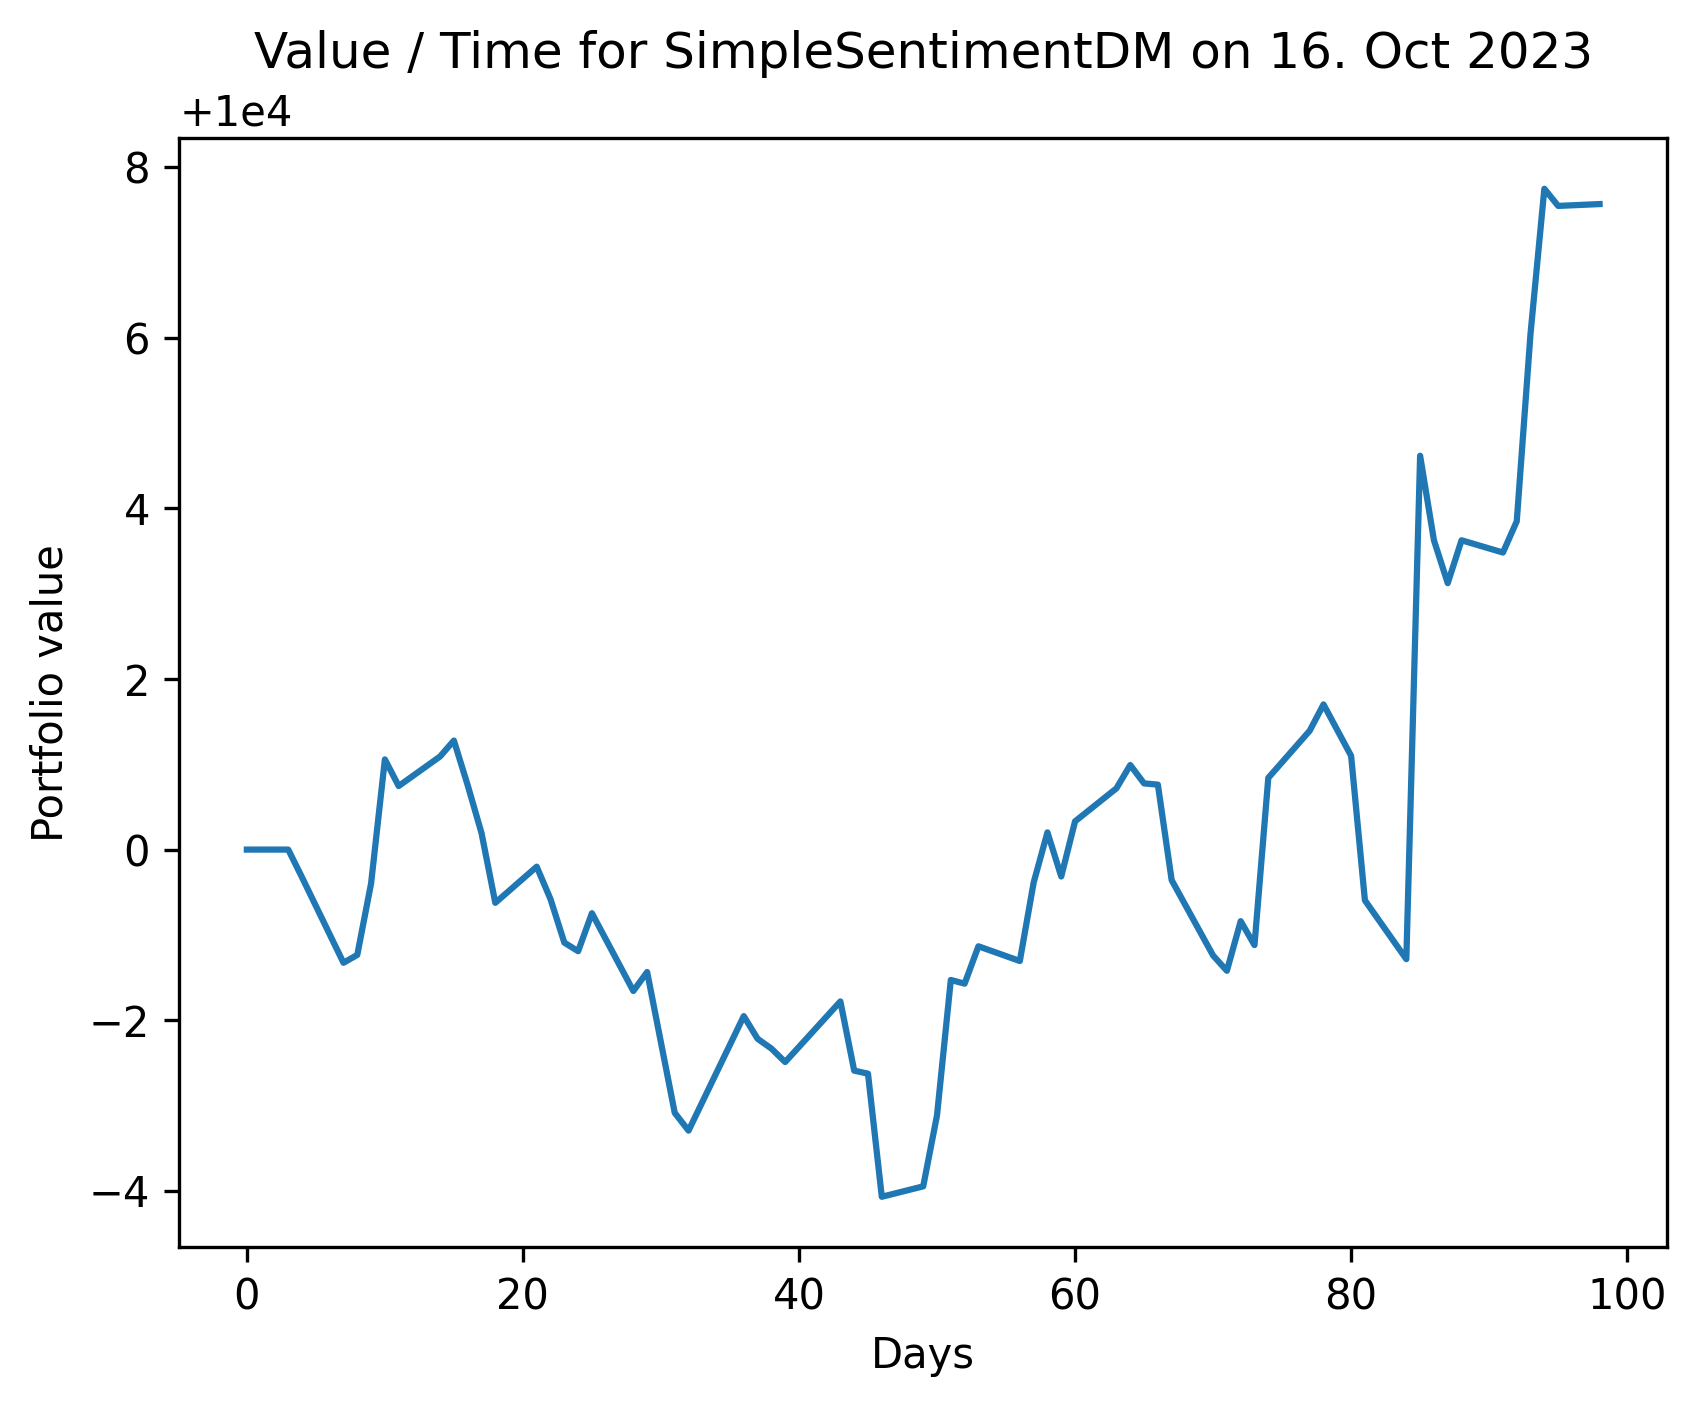 Value / Time for SimpleSentimentDM on 16. Oct 2023
+1e4
8
6
4
2
0
−2
−4
Portfolio value
0 20 40 60 80 100
Days